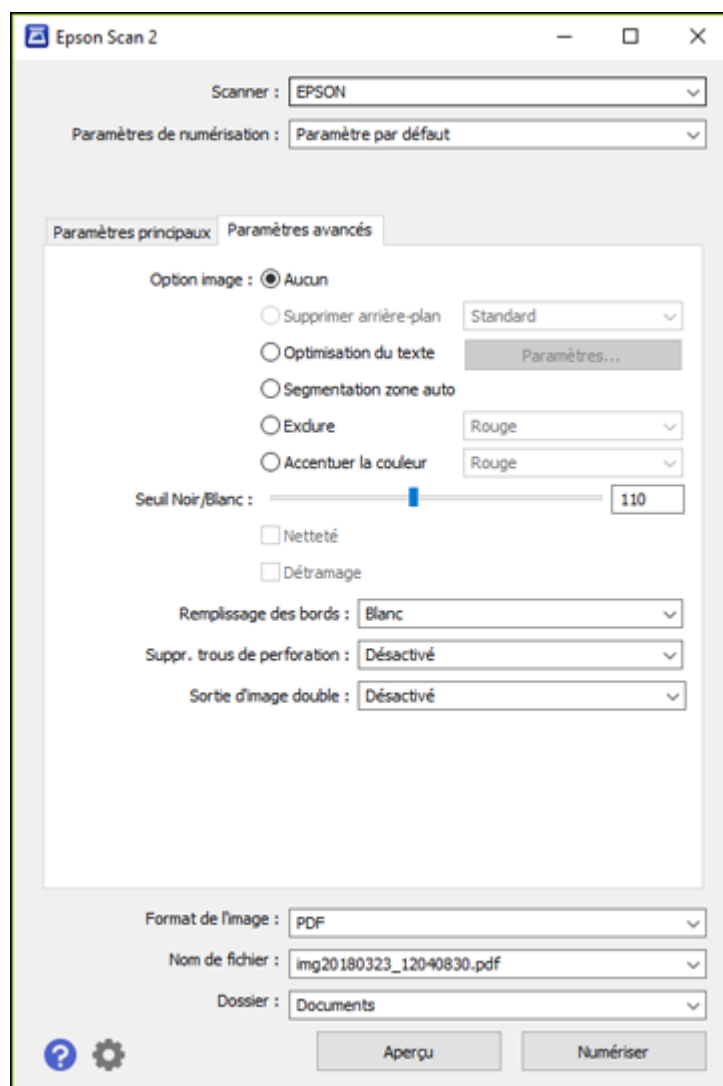 Epson Scan 2
Scanner : EPSON
Paramètres de numérisation : Paramètre par défaut
Paramètres principaux Paramètres avancés
Option image : Aucun
Supprimer arrière-plan Standard
Optimisation du texte Paramètres...
Segmentation zone auto
Exclure Rouge
Accentuer la couleur Rouge
Seuil Noir/Blanc : 110
Netteté
Détramage
Remplissage des bords : Blanc
Suppr. trous de perforation : Désactivé
Sortie d'image double : Désactivé
Format de l'image : PDF
Nom de fichier : img20180323_12040830.pdf
Dossier : Documents
? Aperçu Numériser